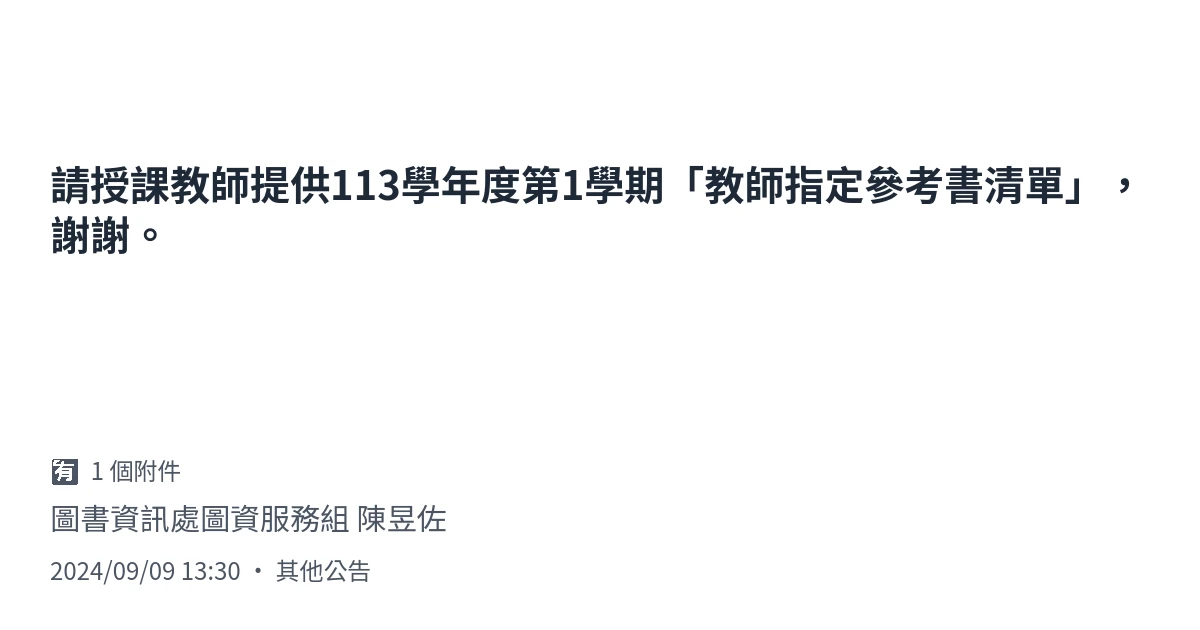 請授課教師提供113學年度第1學期「教師指定參考書清單」，
謝謝。
有 1 個附件
圖書資訊處圖資服務組 陳昱佐
2024/09/09 13:30 • 其他公告